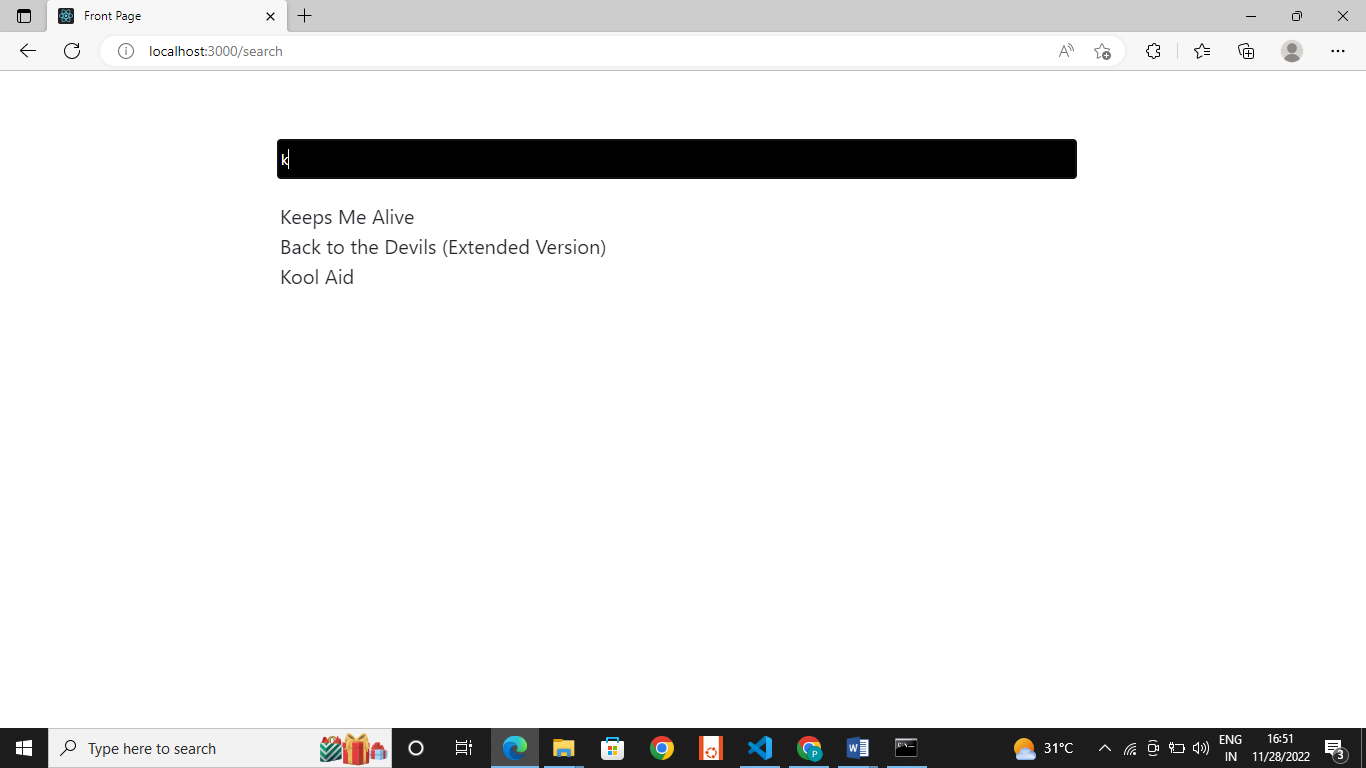 Front Page
localhost:3000/search
k
Keeps Me Alive
Back to the Devils (Extended Version)
Kool Aid
Type here to search
31°C
ENG
IN
16:51
11/28/2022
3